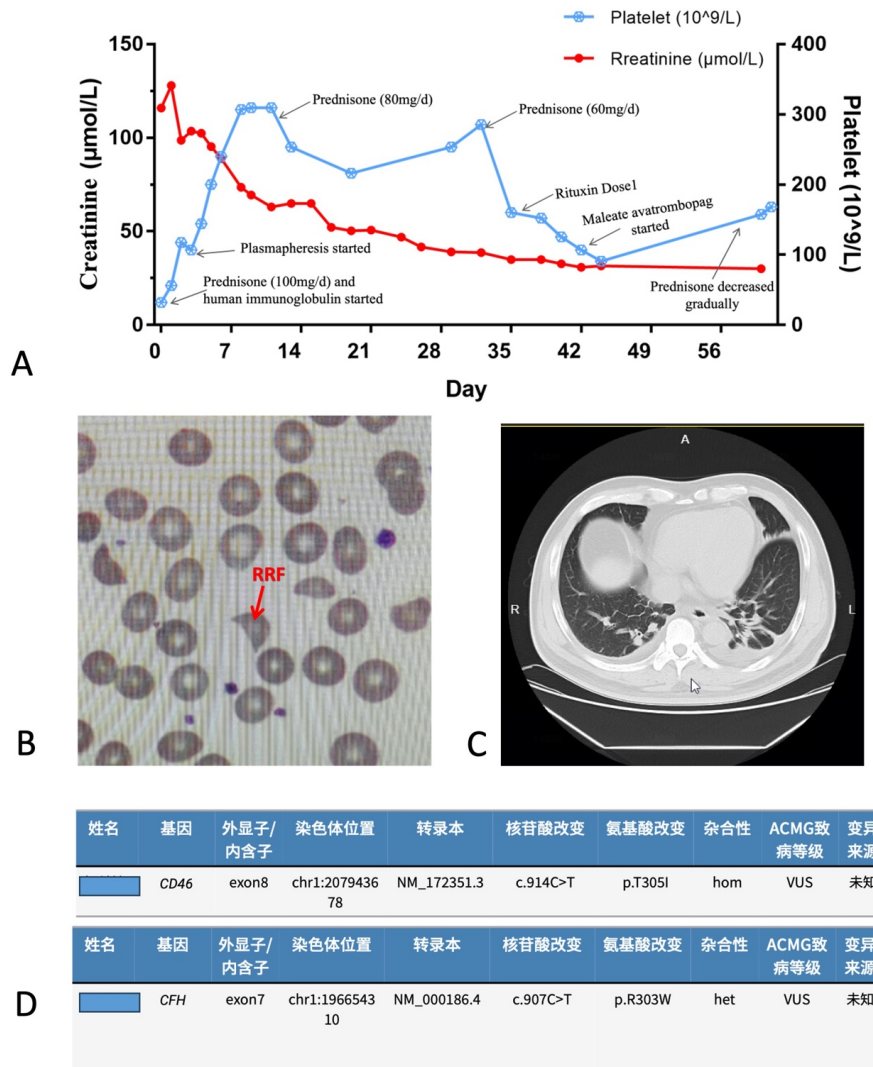 Platelet (10^9/L)
Rreatinine (μmol/L)
150
100
50
0
Creatinine (μmol/L)
400
300
200
100
0
Platelet (10^9/L)
Prednisone (80mg/d)
Prednisone (60mg/d)
Rituxin Dose1
Maleate avatrombopag
started
Plasmapheresis started
Prednisone (100mg/d) and
human immunoglobulin started
Prednisone decreased
gradually
0 7 14 21 28 35 42 49 56
Day
A
RRF
B
A
R
L
C
姓名 基因 外显子/ 染色体位置 转录本 核苷酸改变 氨基酸改变 杂合性 ACMG致 变异
内含子 病等级 来源
CD46 exon8 chr1:2079436 NM_172351.3 c.914C>T p.T305I hom VUS 未知
78
姓名 基因 外显子/ 染色体位置 转录本 核苷酸改变 氨基酸改变 杂合性 ACMG致 变异
内含子 病等级 来源
CFH exon7 chr1:1966543 NM_000186.4 c.907C>T p.R303W het VUS 未知
10
D